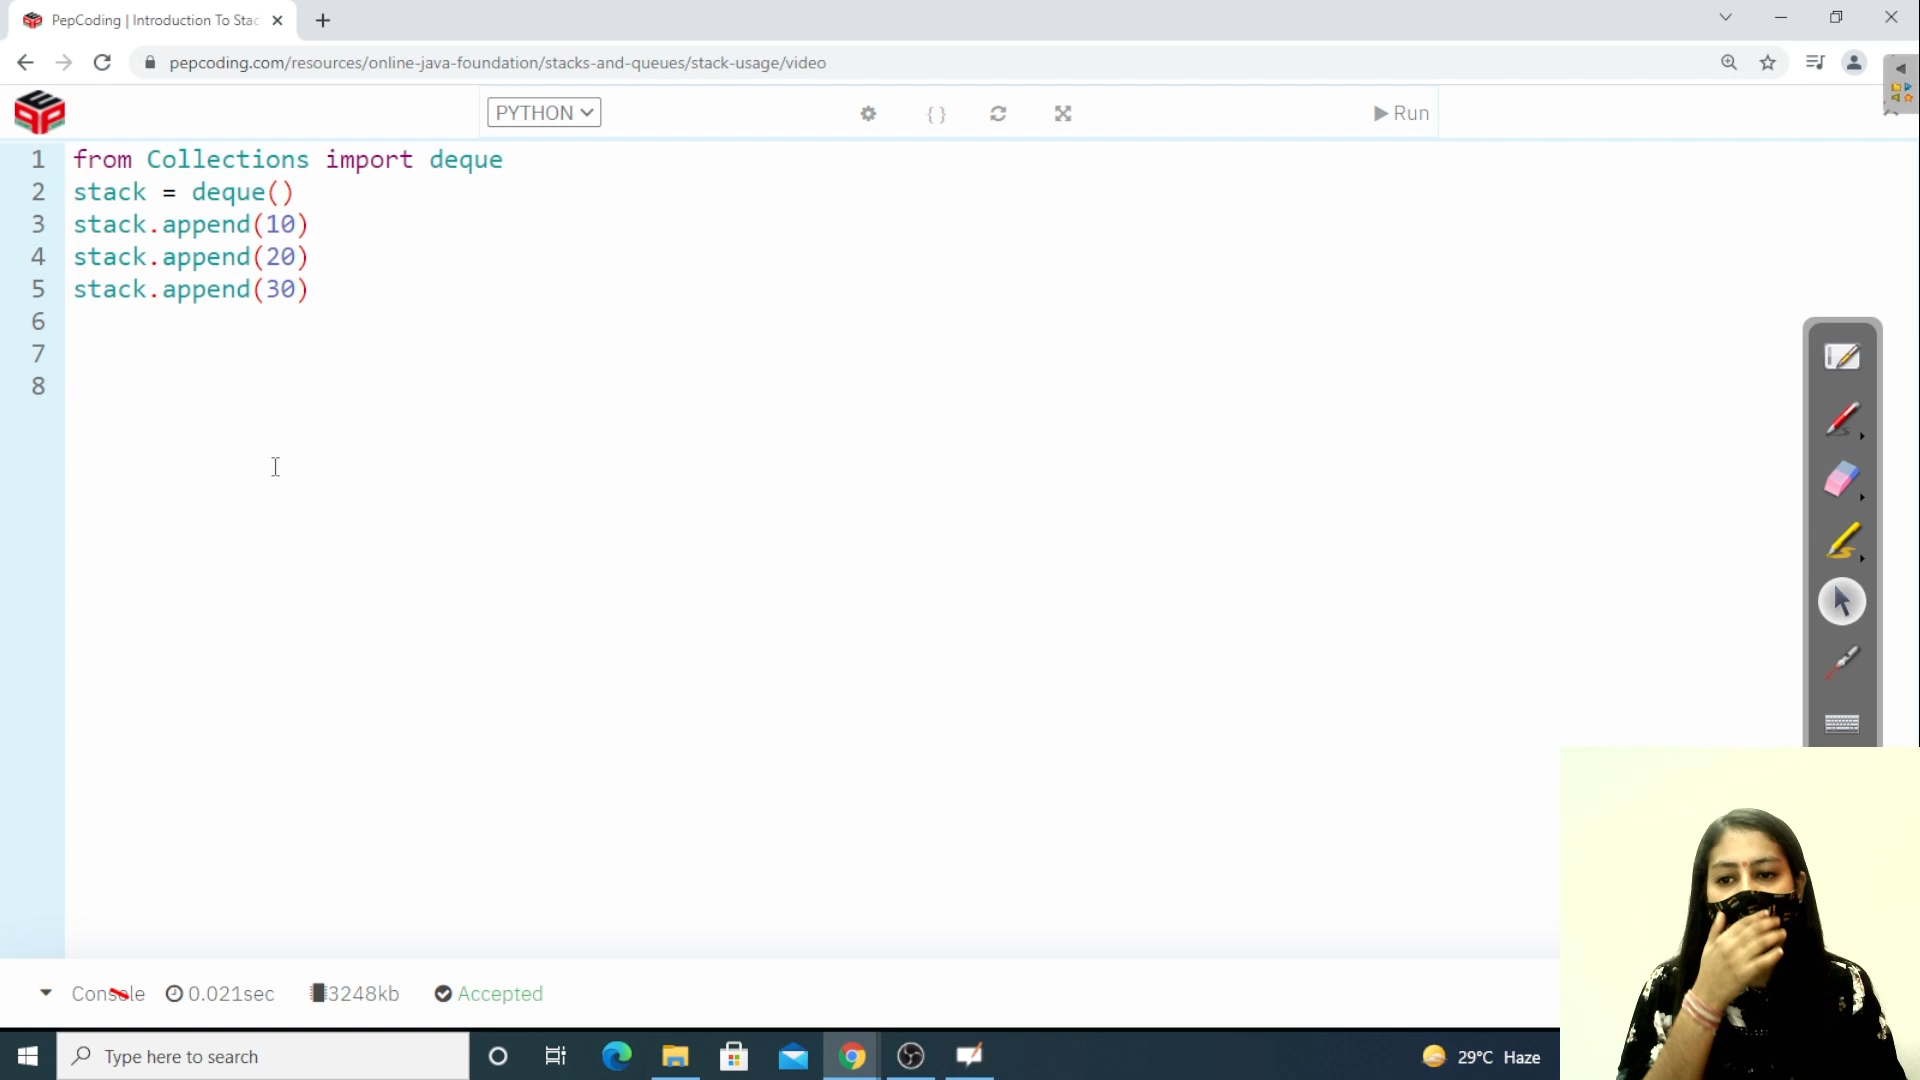 PepCoding | Introduction To Stac
pepcoding.com/resources/online-java-foundation/stacks-and-queues/stack-usage/video
PYTHON
{ }
Run
1 from Collections import deque
2 stack = deque()
3 stack.append(10)
4 stack.append(20)
5 stack.append(30)
6
7
8
Console 0.021sec 3248kb Accepted
Type here to search
29°C Haze